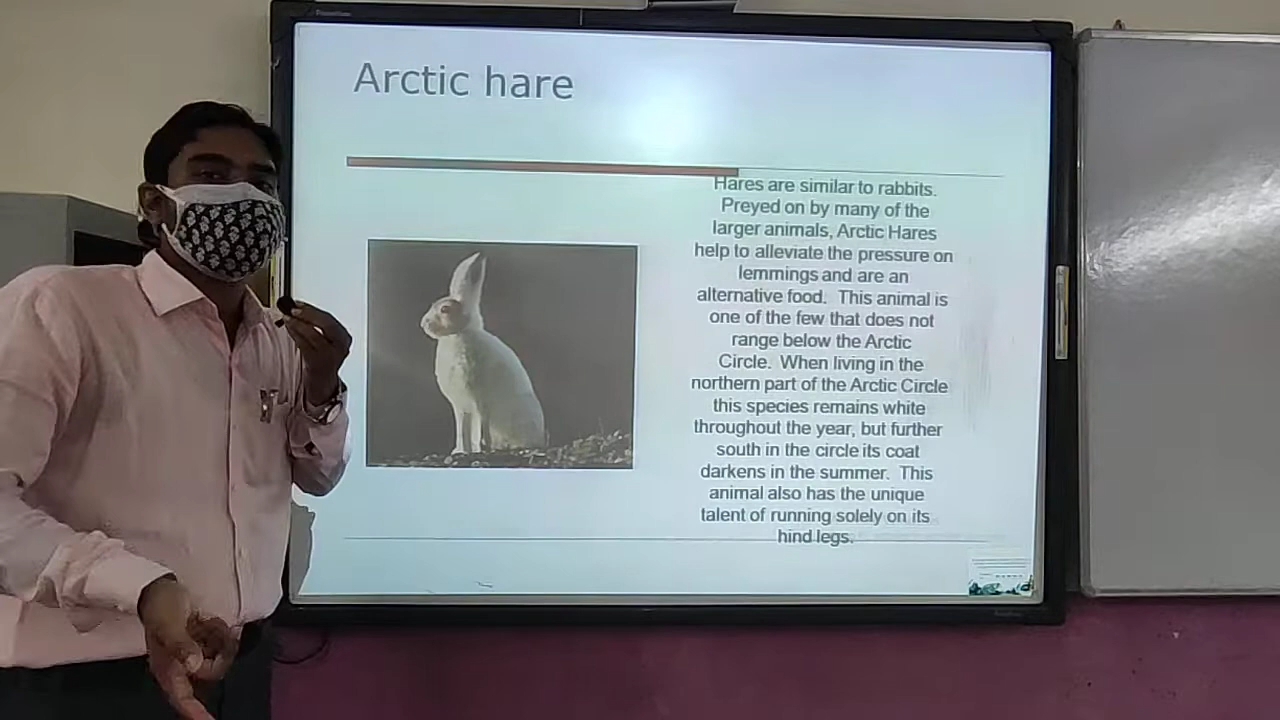 Arctic hare
Hares are similar to rabbits.
Preyed on by many of the
larger animals, Arctic Hares
help to alleviate the pressure on
lemmings and are an
alternative food. This animal is
one of the few that does not
range below the Arctic
Circle. When living in the
northern part of the Arctic Circle
this species remains white
throughout the year, but further
south in the circle its coat
darkens in the summer. This
animal also has the unique
talent of running solely on its
hind legs.